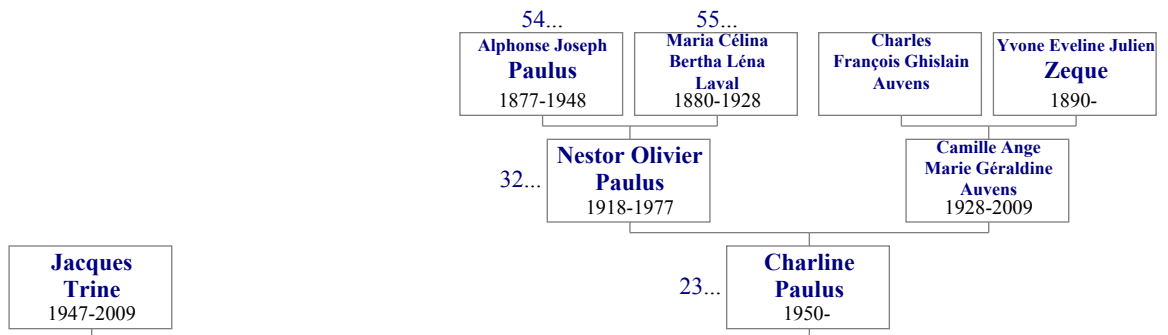 54...
55...
Alphonse Joseph
Paulus
1877-1948
Maria Célina
Bertha Léna
Laval
1880-1928
Charles
François Ghislain
Auvens
Yvone Eveline Julien
Zeque
1890-
32...
Nestor Olivier
Paulus
1918-1977
Camille Ange
Marie Géraldine
Auvens
1928-2009
Jacques
Trine
1947-2009
23...
Charline
Paulus
1950-